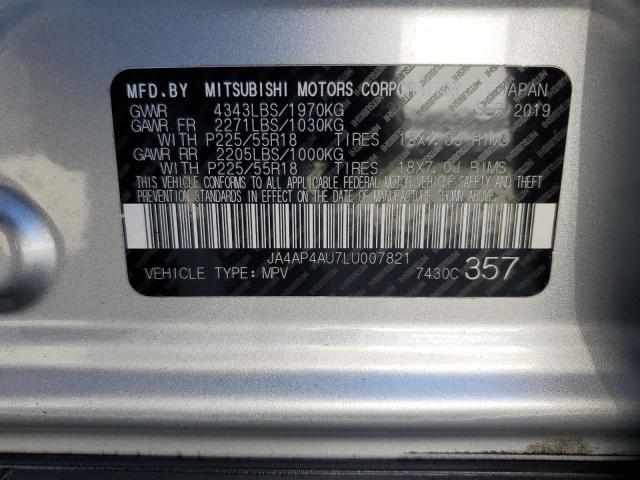 MFD.BY MITSUBISHI MOTORS CORPORATION JAPAN
GVWR 4343LBS/1970KG 2019
GAWR FR 2271LBS/1030KG
WITH P225/55R18 TIRES 18X7.0J RIMS
GAWR RR 2205LBS/1000KG
WITH P225/55R18 TIRES 18X7.0J RIMS
THIS VEHICLE CONFORMS TO ALL APPLICABLE FEDERAL MOTOR VEHICLE SAFETY AND THEFT
PREVENTION STANDARDS IN EFFECT ON THE DATE OF MANUFACTURE SHOWN ABOVE.
JA4AP4AU7LU007821
VEHICLE TYPE: MPV 7430C 357